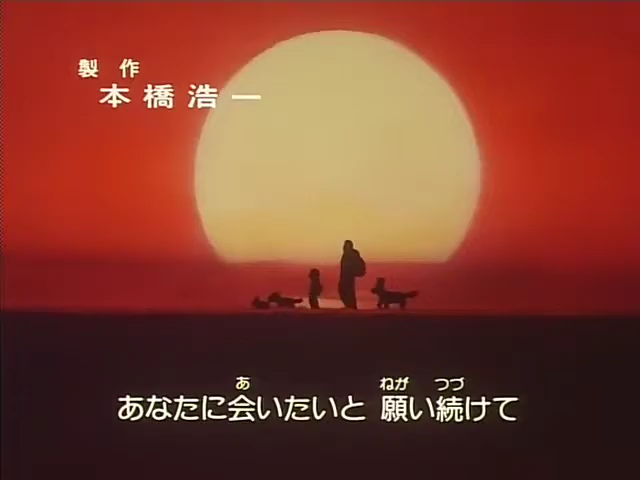 製作
本橋浩一
あ ねが つづ
あなたに会いたいと 願い続けて